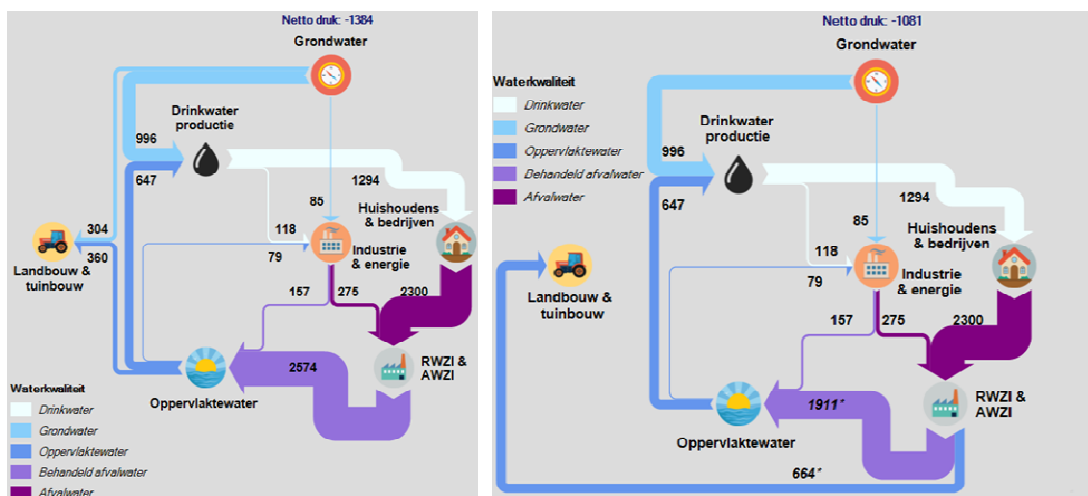 Netto druk: -1384
Grondwater
Drinkwater
productie
996
647
1294
85
Huishoudens
& bedrijven
304
360
118
79
Industrie
& energie
Landbouw &
tuinbouw
157
275
2300
RWZI &
AWZI
2574
Oppervlaktewater
Waterkwaliteit
Drinkwater
Grondwater
Oppervlaktewater
Behandeld afvalwater
Afvalwater
Netto druk: -1081
Grondwater
Waterkwaliteit
Drinkwater
Grondwater
Oppervlaktewater
Behandeld afvalwater
Afvalwater
Drinkwater
productie
996
647
1294
85
Huishoudens
& bedrijven
118
79
Industrie
& energie
Landbouw &
tuinbouw
157
275
2300
RWZI &
AWZI
1911*
Oppervlaktewater
664*